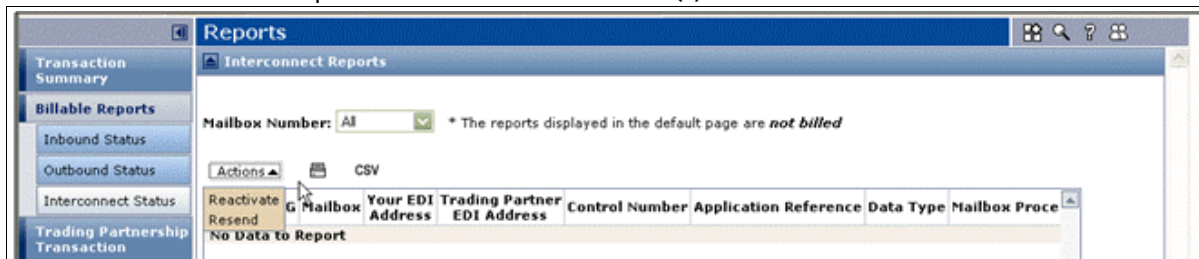 Reports
Transaction
Summary
Billable Reports
Inbound Status
Outbound Status
Interconnect Status
Trading Partnership
Transaction
Interconnect Reports
Mailbox Number: All * The reports displayed in the default page are not billed
Actions CSV
Reactivate
Resend
G Mailbox Your EDI Address Trading Partner EDI Address Control Number Application Reference Data Type Mailbox Proce
No Data to Report